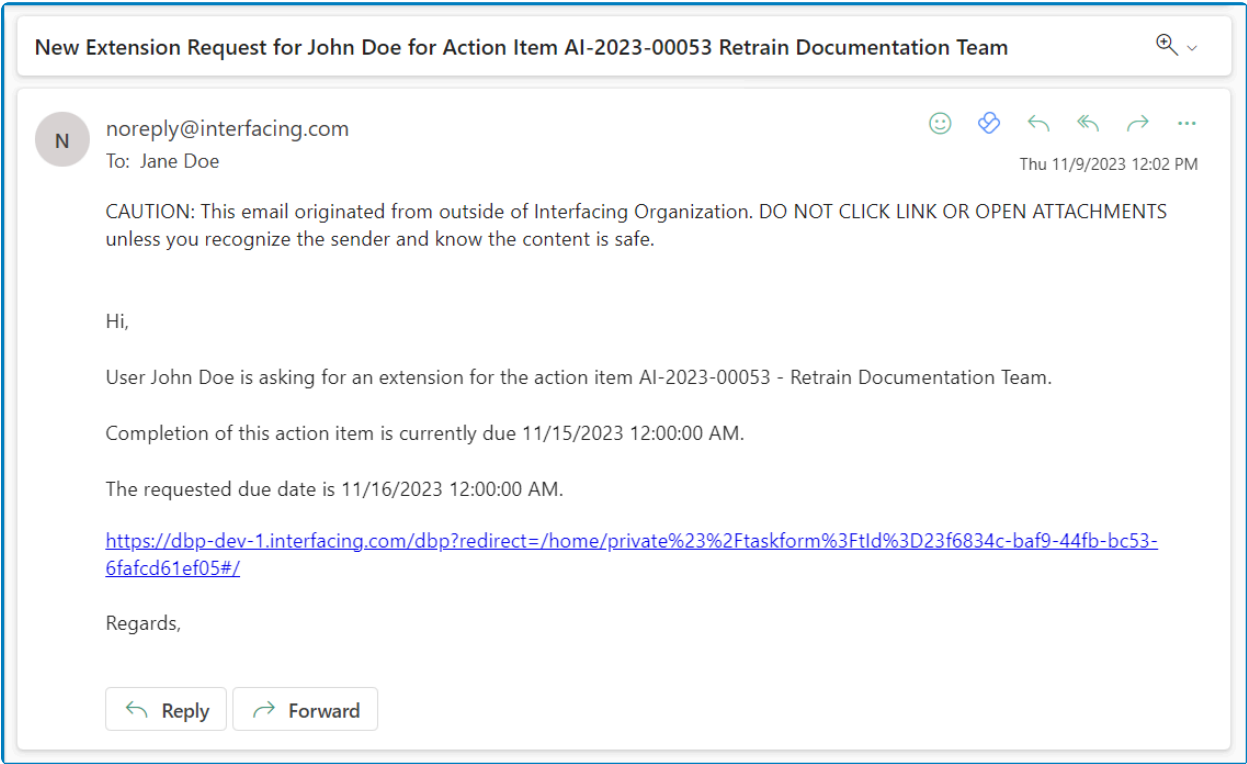 New Extension Request for John Doe for Action Item AI-2023-00053 Retrain Documentation Team
N
noreply@interfacing.com
To: Jane Doe
Thu 11/9/2023 12:02 PM
CAUTION: This email originated from outside of Interfacing Organization. DO NOT CLICK LINK OR OPEN ATTACHMENTS
unless you recognize the sender and know the content is safe.
Hi,
User John Doe is asking for an extension for the action item AI-2023-00053 - Retrain Documentation Team.
Completion of this action item is currently due 11/15/2023 12:00:00 AM.
The requested due date is 11/16/2023 12:00:00 AM.
https://dbp-dev-1.interfacing.com/dbp?redirect=/home/private%23%2Ftaskform%3FtId%3D23f6834c-baf9-44fb-bc53-
6fafcd61ef05#/
Regards,
Reply
Forward